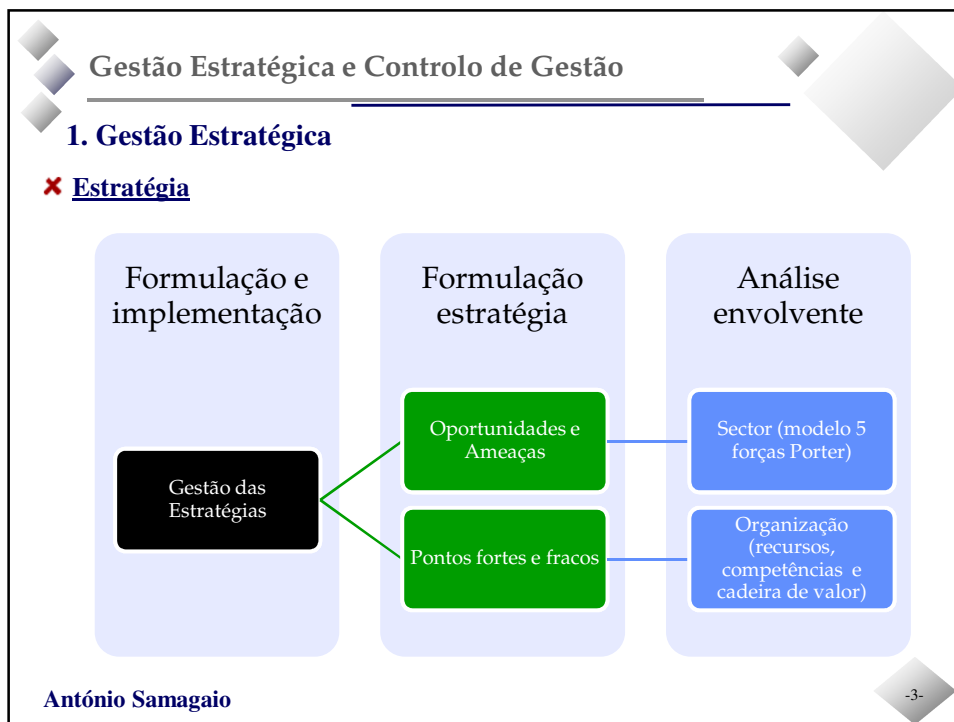 Gestão Estratégica e Controlo de Gestão
1. Gestão Estratégica
Estratégia
Formulação e
implementação
Gestão das
Estratégias
Formulação
estratégia
Oportunidades e
Ameaças
Pontos fortes e fracos
Análise
envolvente
Sector (modelo 5
forças Porter)
Organização
(recursos,
competências e
cadeira de valor)
António Samagaio
-3-